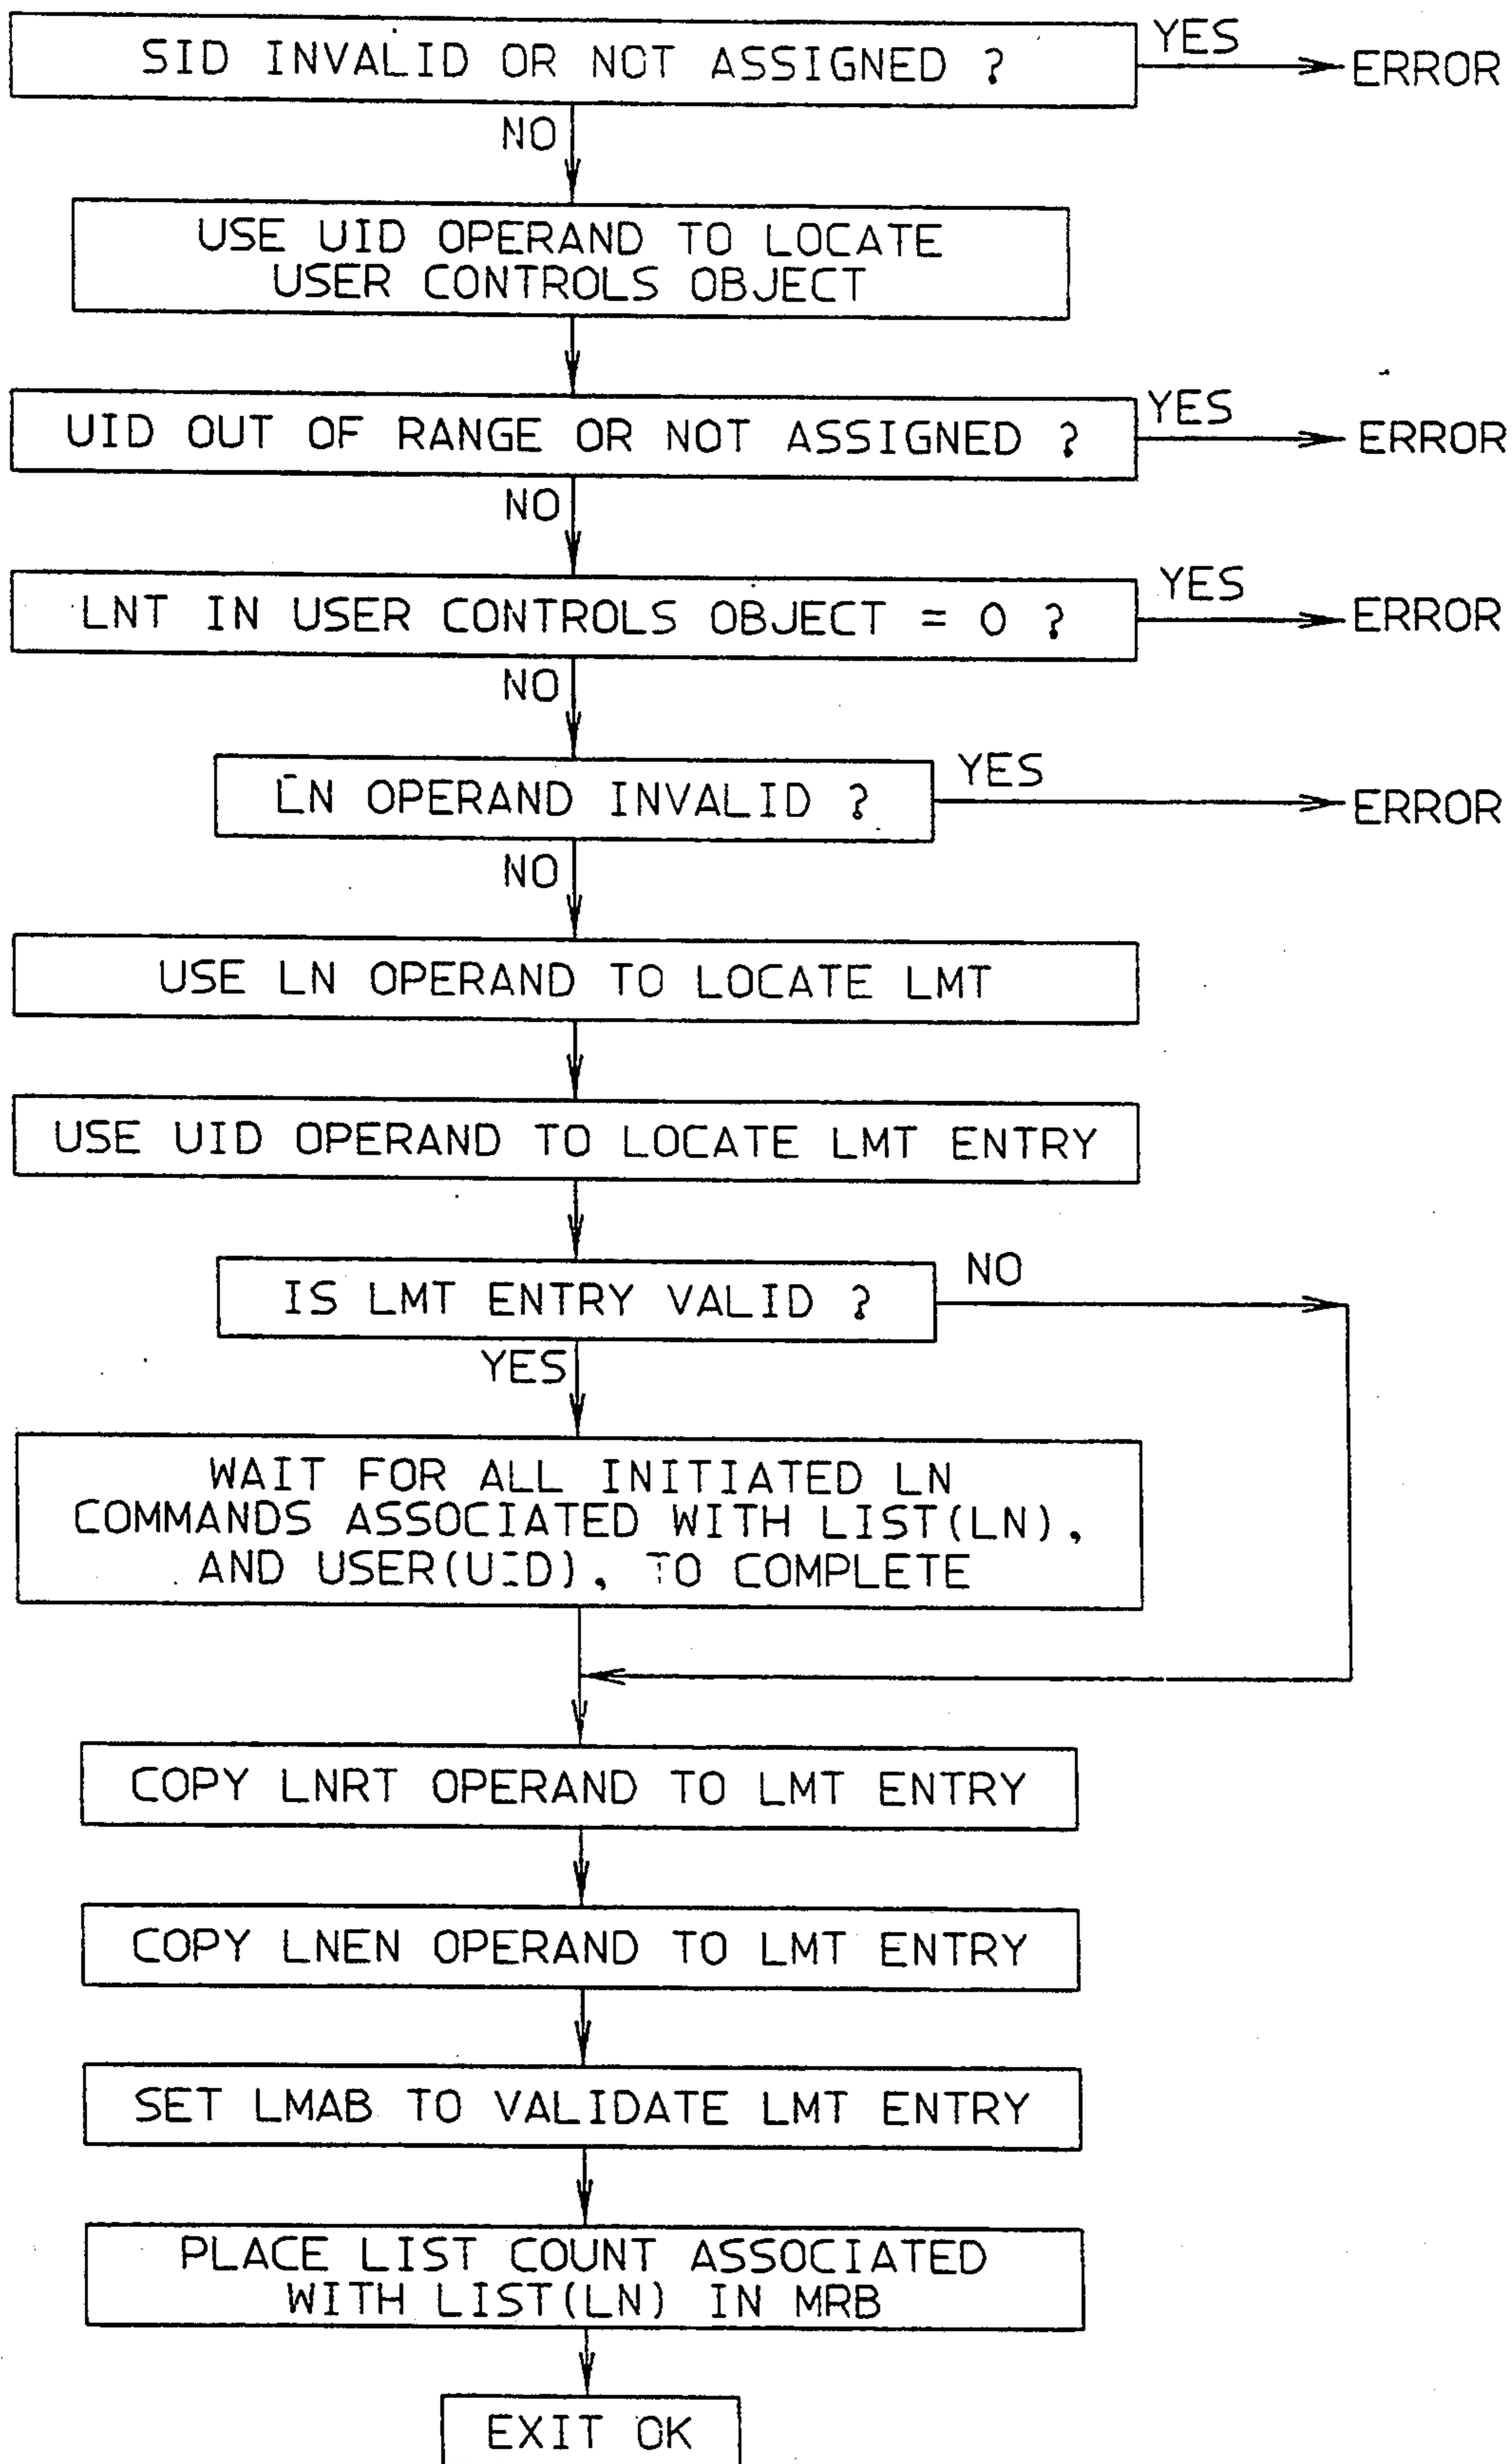 SID INVALID OR NOT ASSIGNED ?
YES
ERROR
NO
USE UID OPERAND TO LOCATE
USER CONTROLS OBJECT
UID OUT OF RANGE OR NOT ASSIGNED ?
YES
ERROR
NO
LNT IN USER CONTROLS OBJECT = 0 ?
YES
ERROR
NO
LN OPERAND INVALID ?
YES
ERROR
NO
USE LN OPERAND TO LOCATE LMT
USE UID OPERAND TO LOCATE LMT ENTRY
IS LMT ENTRY VALID ?
NO
YES
WAIT FOR ALL INITIATED LN
COMMANDS ASSOCIATED WITH LIST(LN),
AND USER(UID), TO COMPLETE
COPY LNRT OPERAND TO LMT ENTRY
COPY LNEN OPERAND TO LMT ENTRY
SET LMAB TO VALIDATE LMT ENTRY
PLACE LIST COUNT ASSOCIATED
WITH LIST(LN) IN MRB
EXIT OK